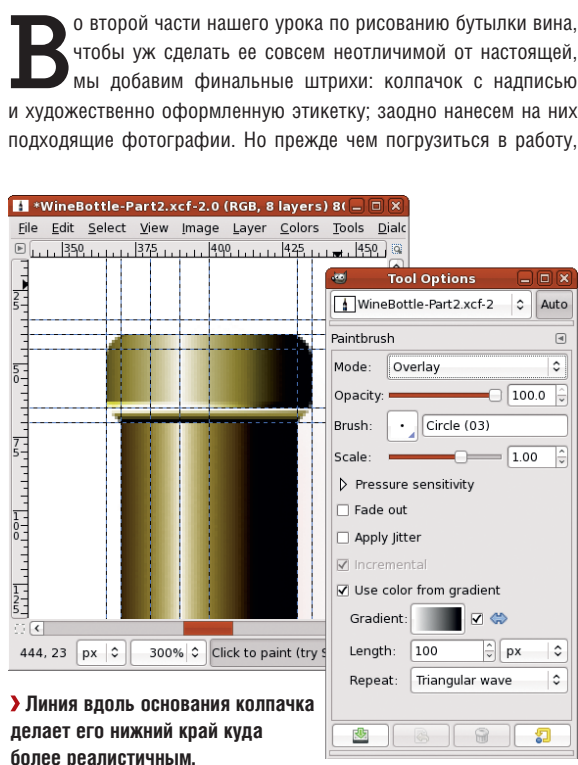 Во второй части нашего урока по рисованию бутылки вина,
чтобы уж сделать ее совсем неотличимой от настоящей,
мы добавим финальные штрихи: колпачок с надписью
и художественно оформленную этикетку; заодно нанесем на них
подходящие фотографии. Но прежде чем погрузиться в работу,
*WineBottle-Part2.xcf-2.0 (RGB, 8 layers) 8
File Edit Select View Image Layer Colors Tools Dialo
350 375 400 425 450
25
50
75
100
125
444, 23 px 300% Click to paint (try S
Tool Options
WineBottle-Part2.xcf-2 Auto
Paintbrush
Mode: Overlay
Opacity: 100.0
Brush: Circle (03)
Scale: 1.00
Pressure sensitivity
Fade out
Apply Jitter
Incremental
Use color from gradient
Gradient:
Length: 100 px
Repeat: Triangular wave
Линия вдоль основания колпачка
делает его нижний край куда
более реалистичным.